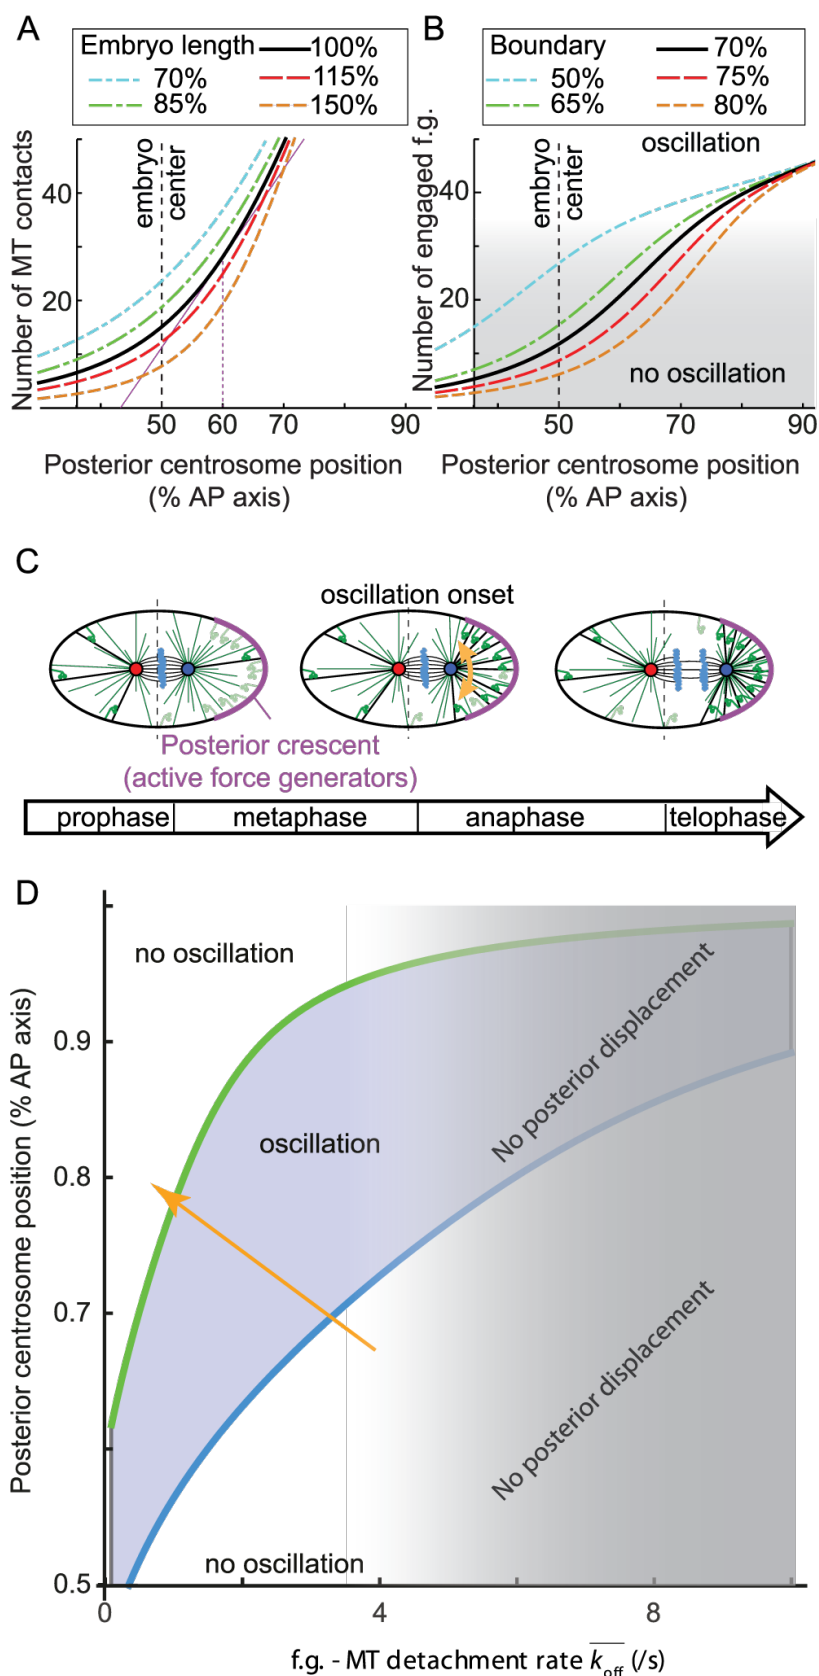 A
Embryo length
70%
85%
100%
115%
150%
Number of MT contacts
40
20
embryo
center
50
60
70
90
Posterior centrosome position
(% AP axis)
B
Boundary
50%
65%
70%
75%
80%
Number of engaged f.g.
40
20
embryo
center
oscillation
no oscillation
50
70
90
Posterior centrosome position
(% AP axis)
C
oscillation onset
Posterior crescent
(active force generators)
prophase
metaphase
anaphase
telophase
D
Posterior centrosome position (% AP axis)
0.9
0.8
0.7
0.5
no oscillation
oscillation
no oscillation
No posterior displacement
No posterior displacement
0
4
8
f.g. - MT detachment rate k_off (/s)